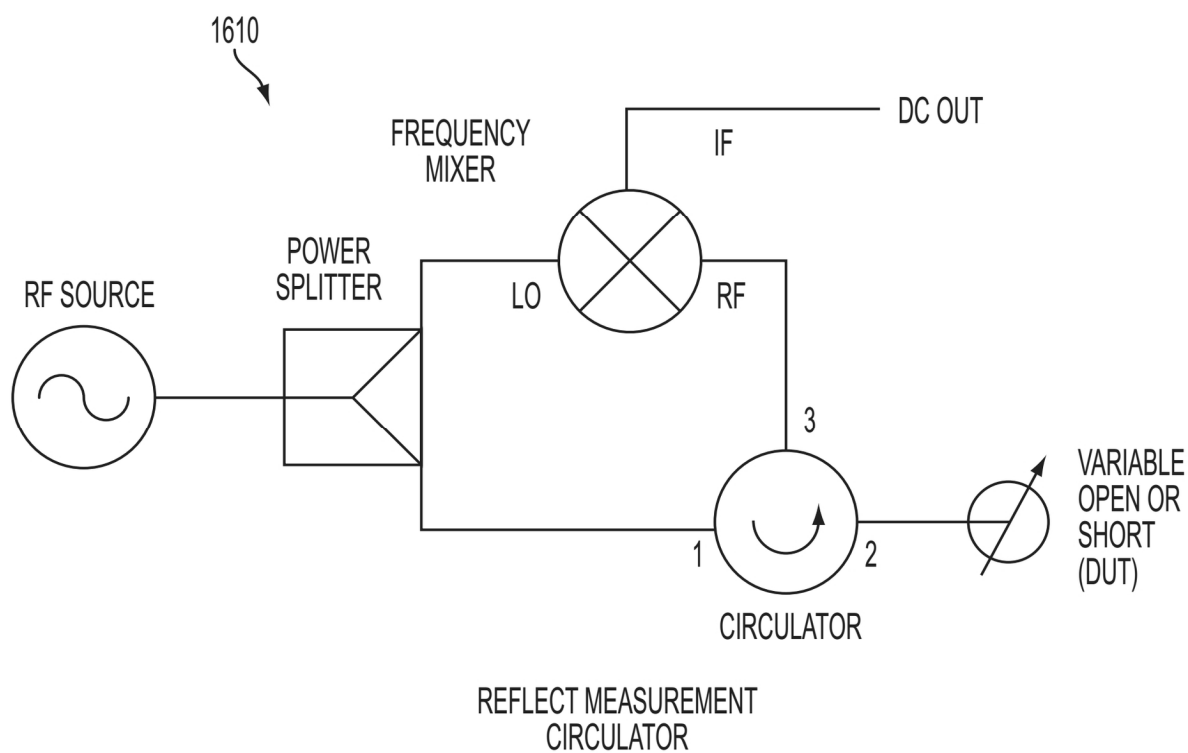 1610
FREQUENCY
MIXER
IF
DC OUT
POWER
SPLITTER
RF SOURCE
LO
RF
3
VARIABLE
OPEN OR
SHORT
(DUT)
1
2
CIRCULATOR
REFLECT MEASUREMENT
CIRCULATOR